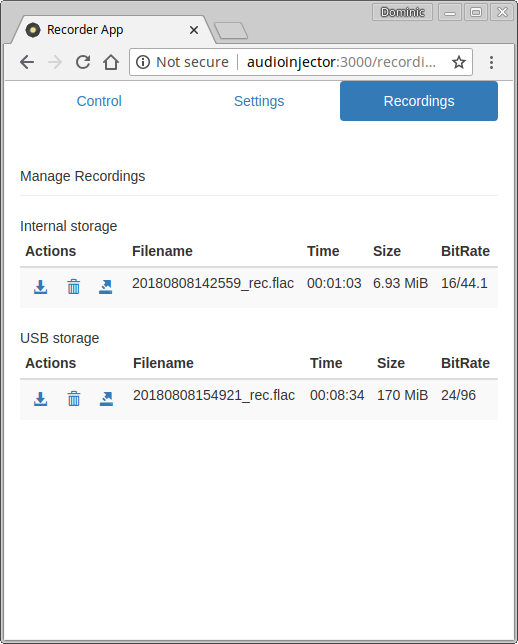 Dominic
Recorder App
Not secure audioinjector:3000/recordi...
Control Settings Recordings
Manage Recordings
Internal storage
Actions Filename Time Size BitRate
20180808142559_rec.flac 00:01:03 6.93 MiB 16/44.1
USB storage
Actions Filename Time Size BitRate
20180808154921_rec.flac 00:08:34 170 MiB 24/96